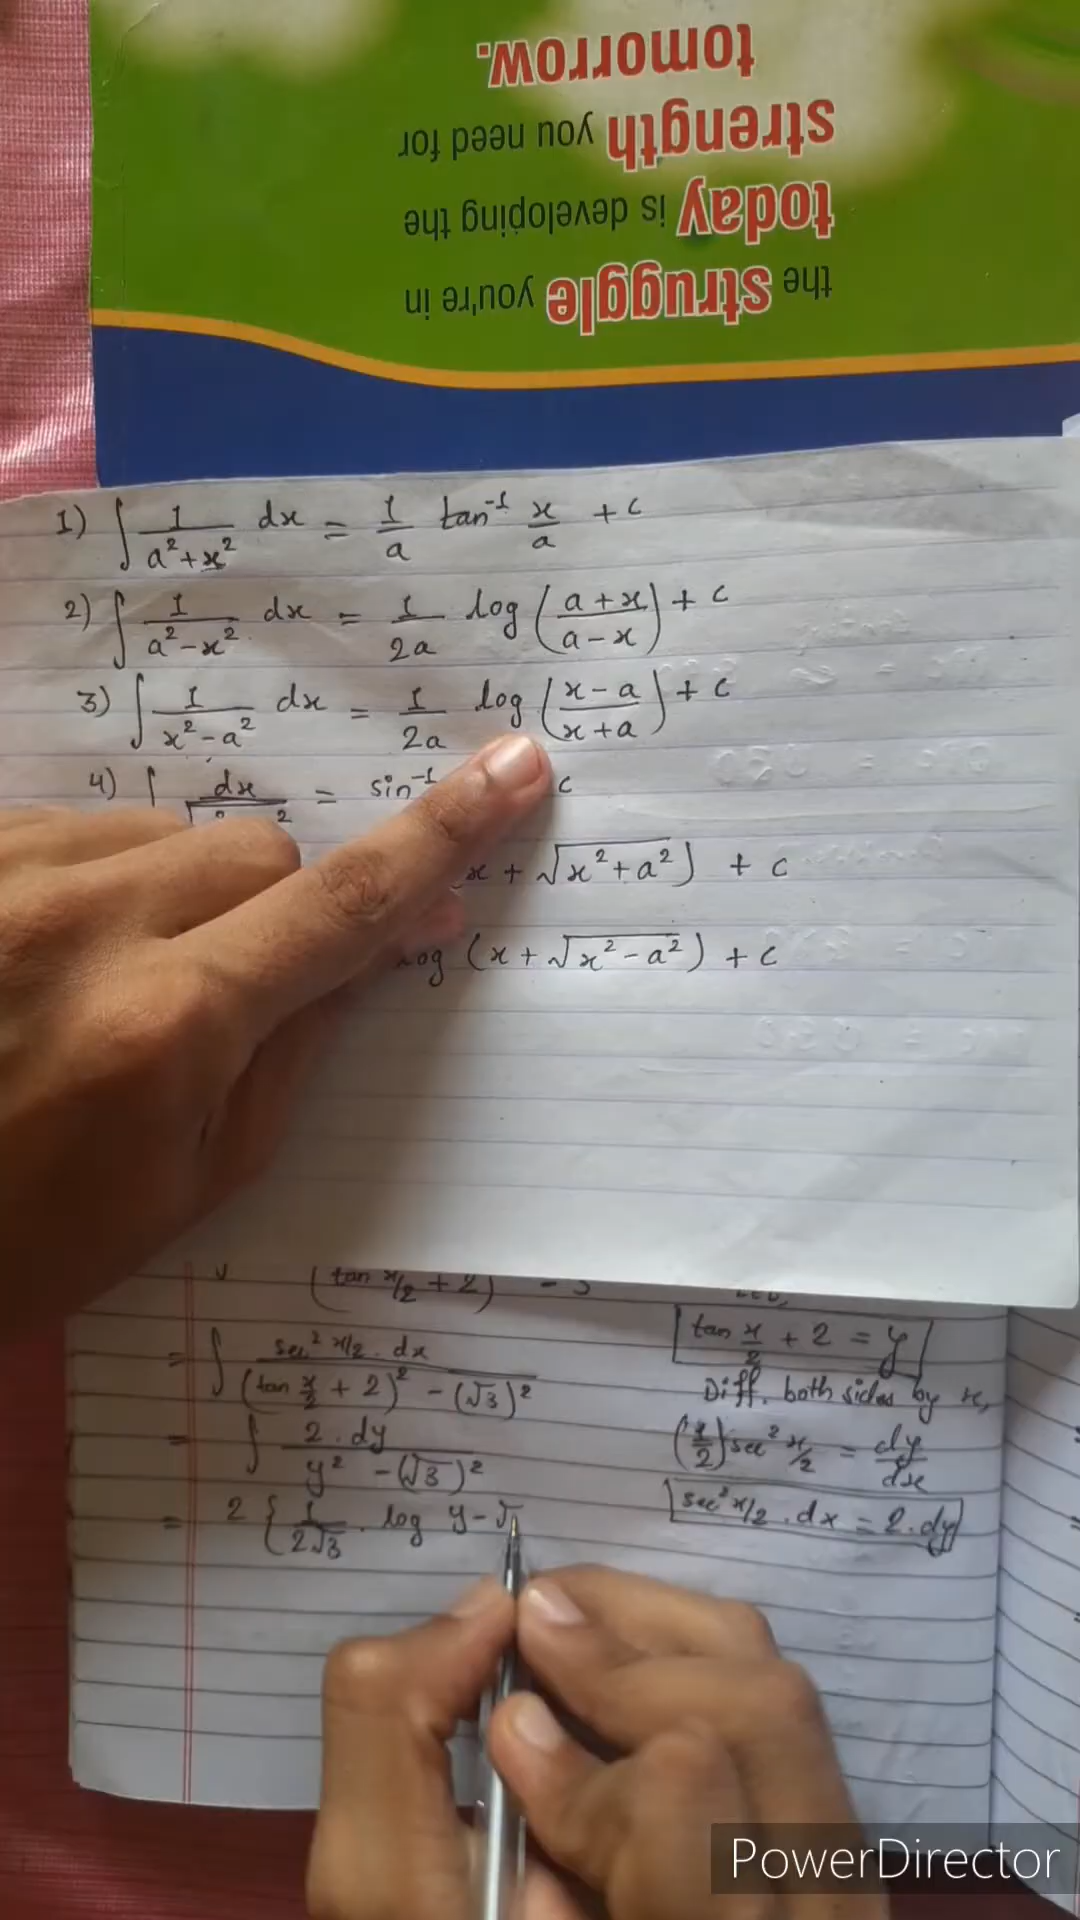 the struggle you're in
today is developing the
strength you need for
tomorrow.
1) ∫ 1/(a²+x²) dx = 1/a tan⁻¹ x/a + c
2) ∫ 1/(a²-x²) dx = 1/2a log (a+x/a-x) + c
3) ∫ 1/(x²-a²) dx = 1/2a log (x-a/x+a) + c
4) ∫ dx/√ ² ² = sin⁻¹ c
x + √x²+a²) + c
log (x + √x²-a²) + c
(tan x/2 + 2)
tan x/2 + 2 = y
= ∫ sec² x/2 . dx/(tan x/2 + 2)² - (√3)²
Diff. both sides by x,
= ∫ 2.dy/y² - (√3)²
(1/2) sec² x/2 = dy/dx
= 2 { 1/2√3 . log y-√
sec² x/2 . dx = 2.dy
PowerDirector